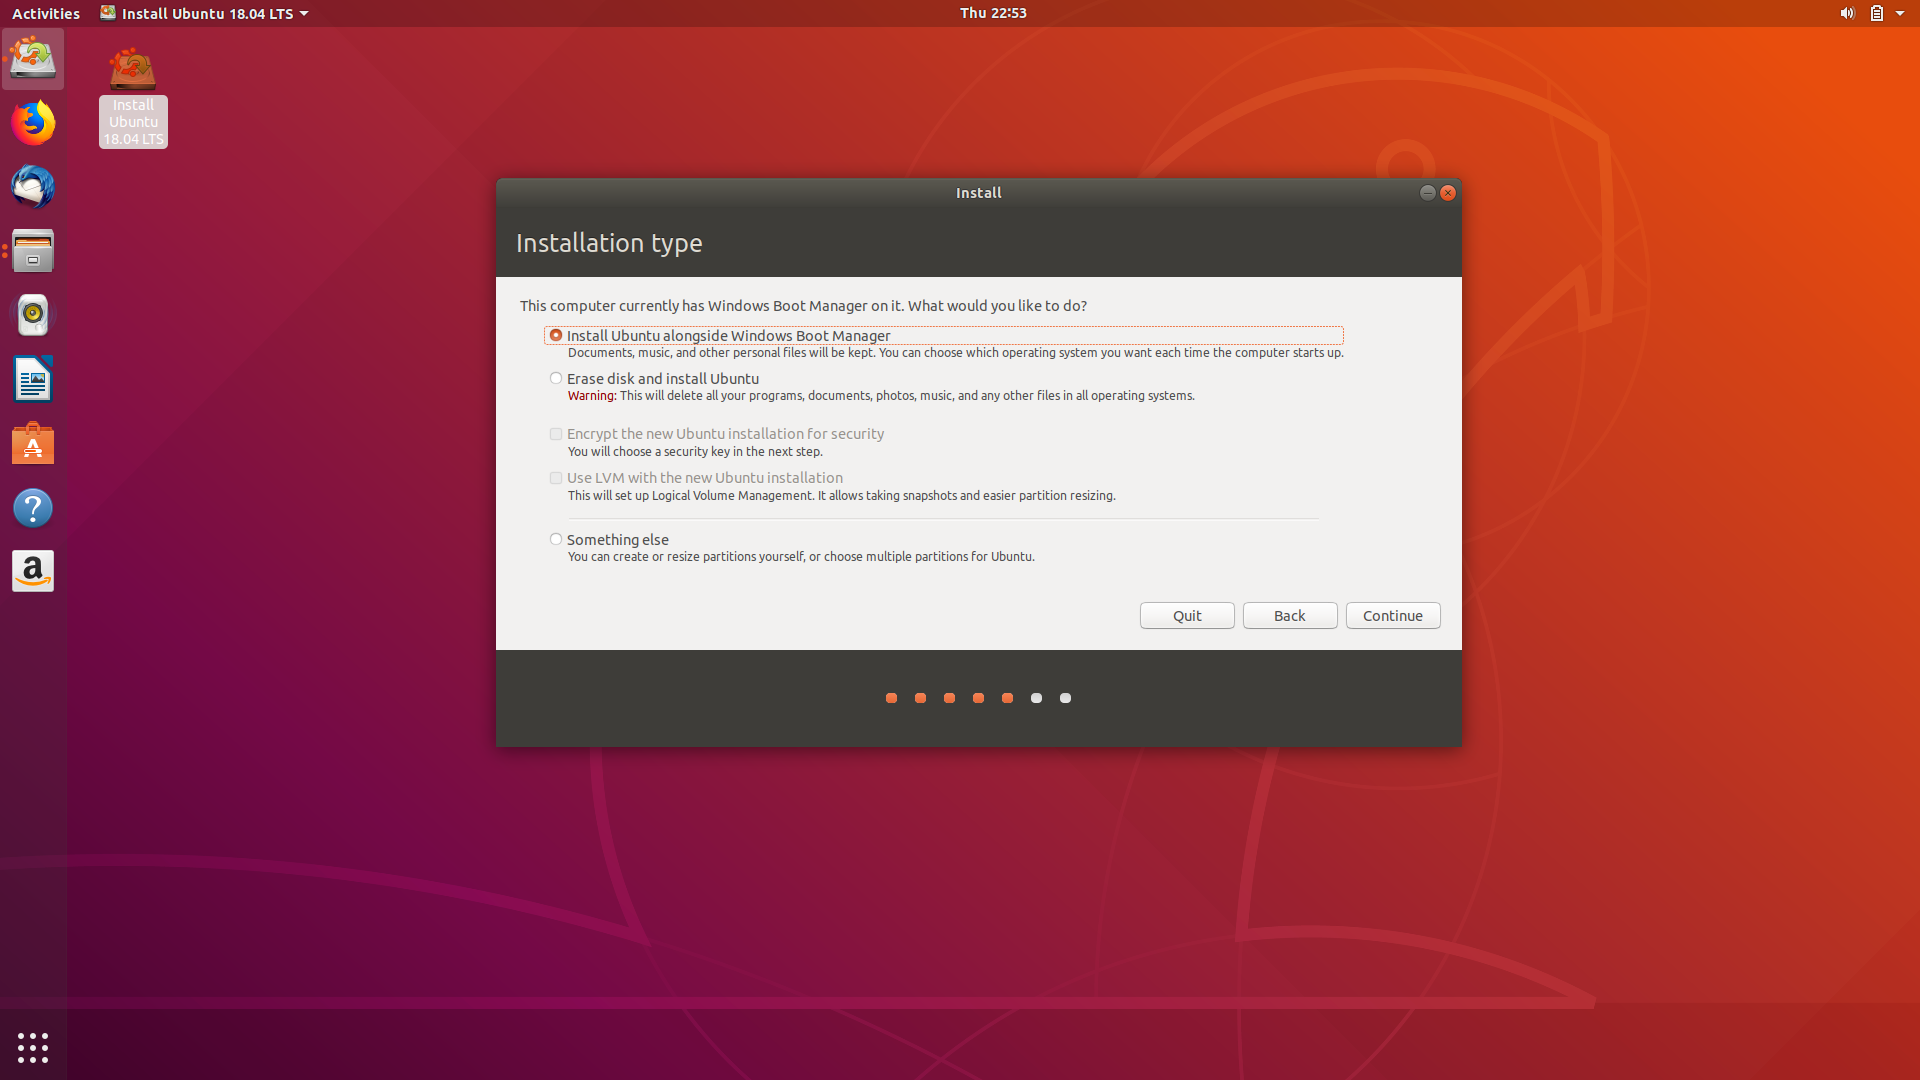 Activities
Install Ubuntu 18.04 LTS
Thu 22:53
Install
Ubuntu
18.04 LTS
Install
Installation type
This computer currently has Windows Boot Manager on it. What would you like to do?
Install Ubuntu alongside Windows Boot Manager
Documents, music, and other personal files will be kept. You can choose which operating system you want each time the computer starts up.
Erase disk and install Ubuntu
Warning: This will delete all your programs, documents, photos, music, and any other files in all operating systems.
Encrypt the new Ubuntu installation for security
You will choose a security key in the next step.
Use LVM with the new Ubuntu installation
This will set up Logical Volume Management. It allows taking snapshots and easier partition resizing.
Something else
You can create or resize partitions yourself, or choose multiple partitions for Ubuntu.
Quit
Back
Continue